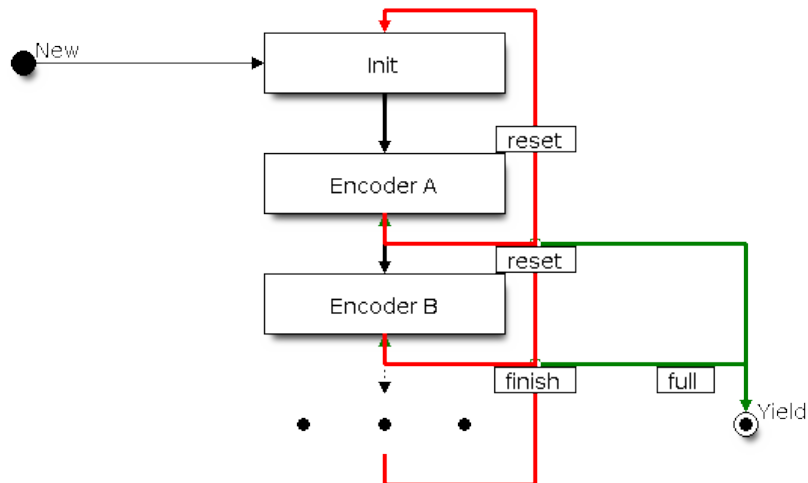 New
Init
reset
Encoder A
reset
Encoder B
finish
full
Yield